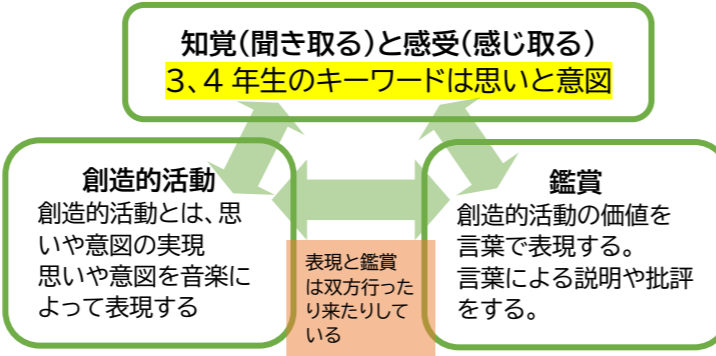 知覚(聞き取る)と感受(感じ取る)
3、4 年生のキーワードは思いと意図
創造的活動
創造的活動とは、思
いや意図の実現
思いや意図を音楽に
よって表現する
鑑賞
創造的活動の価値を
言葉で表現する。
言葉による説明や批評
をする。
表現と鑑賞
は双方行った
り来たりして
いる